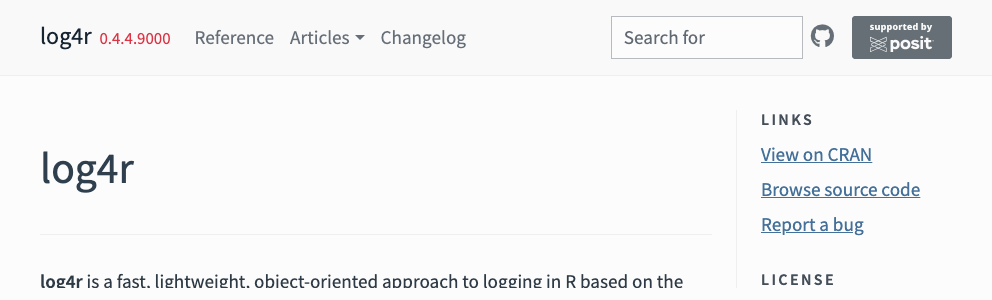 log4r 0.4.4.9000 Reference Articles Changelog Search for supported by
posit
log4r
log4r is a fast, lightweight, object-oriented approach to logging in R based on the
LINKS
View on CRAN
Browse source code
Report a bug
LICENSE